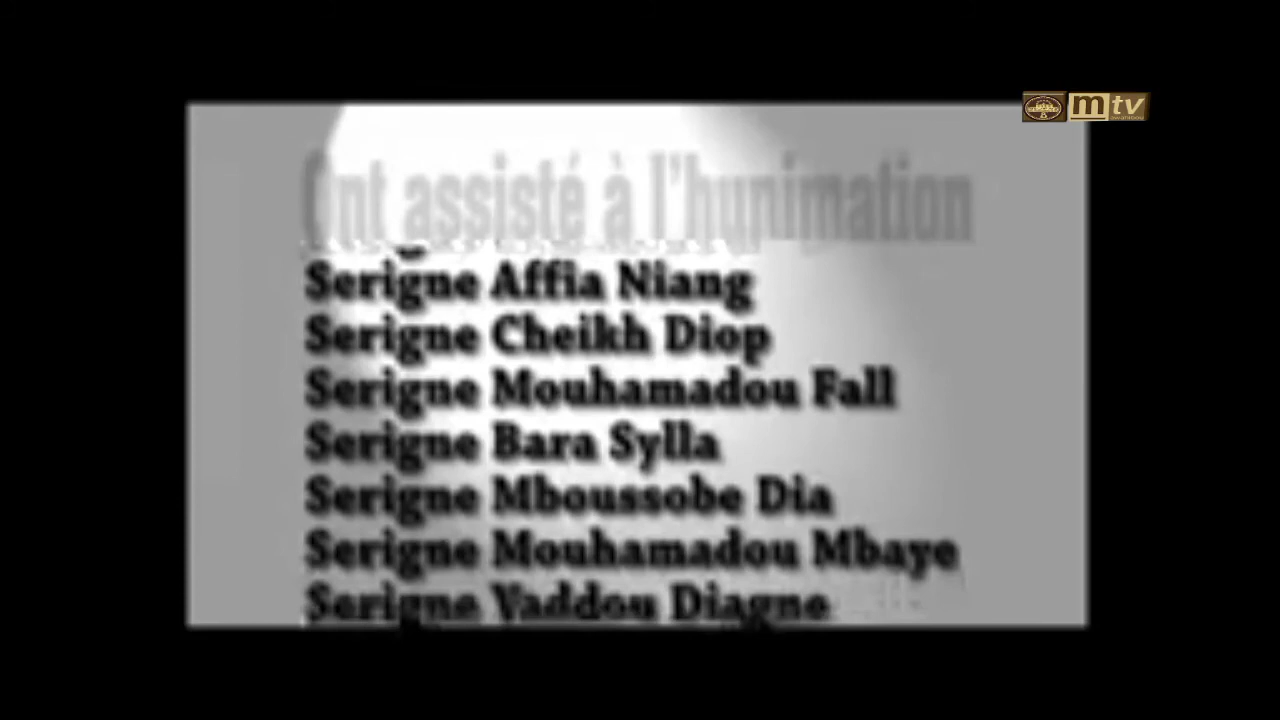 Ont assisté à l'hunimation
Serigne Affia Niang
Serigne Cheikh Diop
Serigne Mouhamadou Fall
Serigne Bara Sylla
Serigne Mboussobe Dia
Serigne Mouhamadou Mbaye
Serigne Yaddou Diagne
mtv